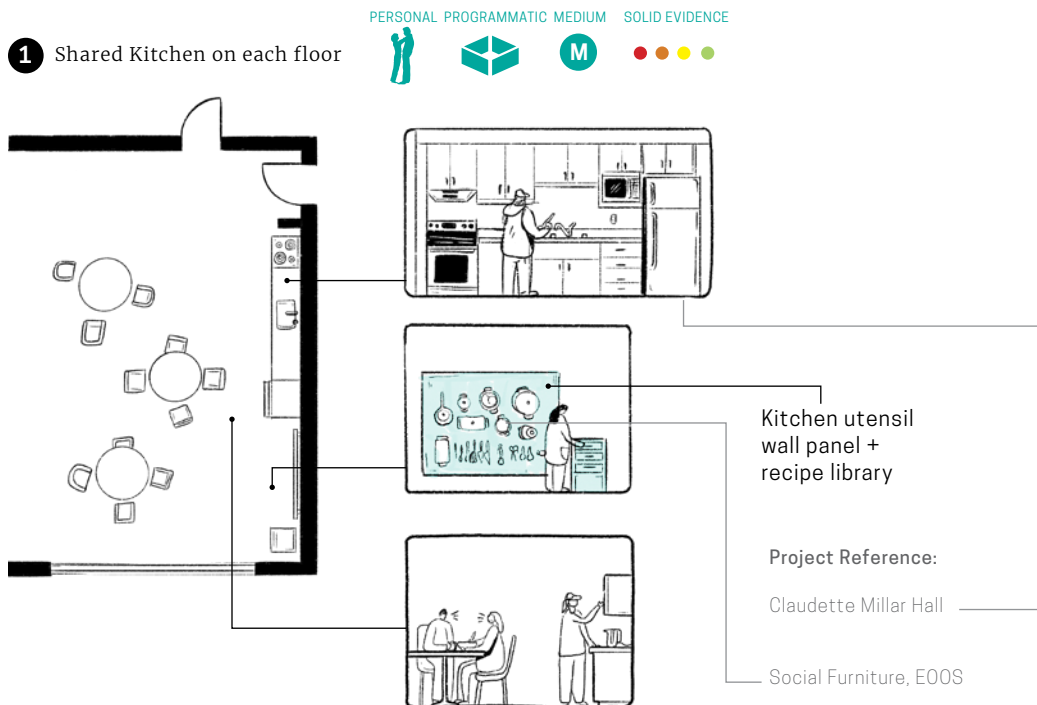 PERSONAL PROGRAMMATIC MEDIUM SOLID EVIDENCE
1 Shared Kitchen on each floor
M
Kitchen utensil
wall panel +
recipe library
Project Reference:
Claudette Millar Hall
Social Furniture, EOOS